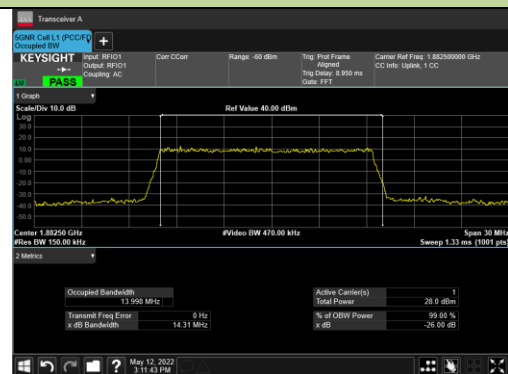 Transceiver A
5GNR Cell L1 (PCC/F
Occupied BW
KEYSIGHT
Input: RFIO1
Output: RFIO1
Coupling: AC
Corr CCorr
Range: -60 dBm
Trig: Prot Frame
Aligned
Trig Delay: 8.950 ms
Gate: FFT
Carrier Ref Freq: 1.882500000 GHz
CC Info: Uplink, 1 CC
PASS
1 Graph
Scale/Div 10.0 dB
Ref Value 40.00 dBm
Log
30.0
20.0
10.0
0.00
-10.0
-20.0
-30.0
-40.0
-50.0
Center 1.88250 GHz
#Video BW 470.00 kHz
Span 30 MHz
#Res BW 150.00 kHz
Sweep 1.33 ms (1001 pts)
2 Metrics
Occupied Bandwidth
13.998 MHz
Active Carrier(s) 1
Total Power 28.0 dBm
Transmit Freq Error 0 Hz
x dB Bandwidth 14.31 MHz
% of OBW Power 99.00 %
x dB -26.00 dB
May 12, 2022
3:11:43 PM